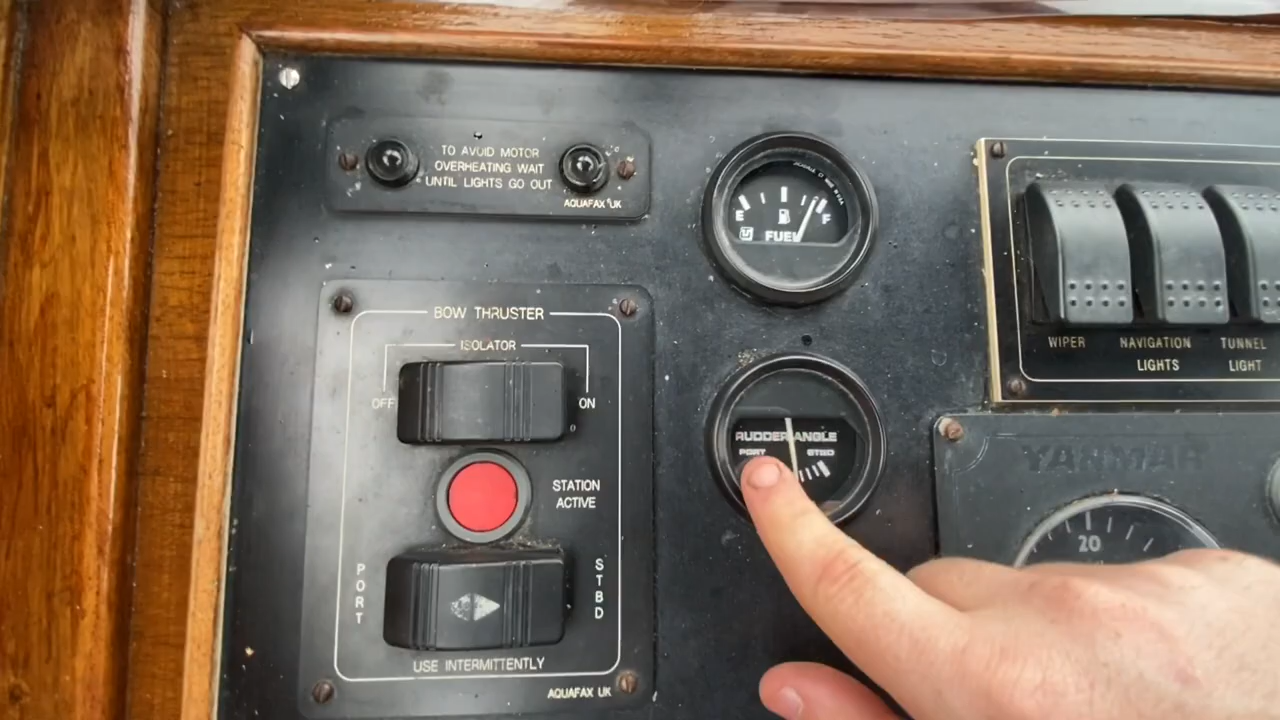 TO AVOID MOTOR
OVERHEATING WAIT
UNTIL LIGHTS GO OUT
AQUAFAX UK
BOW THRUSTER
ISOLATOR
OFF
ON
STATION
ACTIVE
PORT
STBD
USE INTERMITTENTLY
AQUAFAX UK
E
F
FUEL
RUDDER ANGLE
PORT
STBD
WIPER
NAVIGATION
LIGHTS
TUNNEL
LIGHT
YANMAR
20